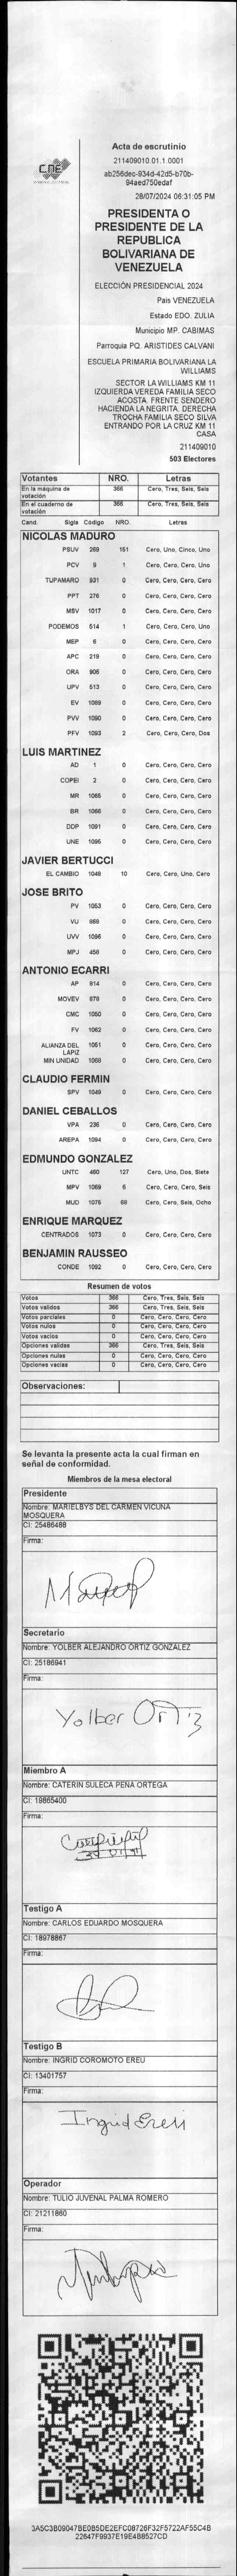 CNE
Acta de escrutinio
211409010.01.1.0001
ab256dec-934d-42d5-b70b-
94aed750edaf
28/07/2024 06:31:05 PM
PRESIDENTA O
PRESIDENTE DE LA
REPUBLICA
BOLIVARIANA DE
VENEZUELA
ELECCIÓN PRESIDENCIAL 2024
Pais VENEZUELA
Estado EDO. ZULIA
Municipio MP. CABIMAS
Parroquia PQ. ARISTIDES CALVANI
ESCUELA PRIMARIA BOLIVARIANA LA
WILLIAMS
SECTOR LA WILLIAMS KM 11
IZQUIERDA VEREDA FAMILIA SECO
ACOSTA. FRENTE SENDERO
HACIENDA LA NEGRITA. DERECHA
TROCHA FAMILIA SECO SILVA
ENTRANDO POR LA CRUZ KM 11
CASA
211409010
503 Electores
Votantes NRO. Letras
En la máquina de votación 366 Cero, Tres, Seis, Seis
En el cuaderno de votación 366 Cero, Tres, Seis, Seis
Cand. Sigla Código NRO. Letras
NICOLAS MADURO
PSUV 269 151 Cero, Uno, Cinco, Uno
PCV 9 1 Cero, Cero, Cero, Uno
TUPAMARO 931 0 Cero, Cero, Cero, Cero
PPT 276 0 Cero, Cero, Cero, Cero
MSV 1017 0 Cero, Cero, Cero, Cero
PODEMOS 514 1 Cero, Cero, Cero, Uno
MEP 6 0 Cero, Cero, Cero, Cero
APC 219 0 Cero, Cero, Cero, Cero
ORA 906 0 Cero, Cero, Cero, Cero
UPV 513 0 Cero, Cero, Cero, Cero
EV 1089 0 Cero, Cero, Cero, Cero
PVV 1090 0 Cero, Cero, Cero, Cero
PFV 1093 2 Cero, Cero, Cero, Dos
LUIS MARTINEZ
AD 1 0 Cero, Cero, Cero, Cero
COPEI 2 0 Cero, Cero, Cero, Cero
MR 1065 0 Cero, Cero, Cero, Cero
BR 1066 0 Cero, Cero, Cero, Cero
DDP 1091 0 Cero, Cero, Cero, Cero
UNE 1095 0 Cero, Cero, Cero, Cero
JAVIER BERTUCCI
EL CAMBIO 1048 10 Cero, Cero, Uno, Cero
JOSE BRITO
PV 1053 0 Cero, Cero, Cero, Cero
VU 868 0 Cero, Cero, Cero, Cero
UVV 1096 0 Cero, Cero, Cero, Cero
MPJ 458 0 Cero, Cero, Cero, Cero
ANTONIO ECARRI
AP 814 0 Cero, Cero, Cero, Cero
MOVEV 878 0 Cero, Cero, Cero, Cero
CMC 1050 0 Cero, Cero, Cero, Cero
FV 1062 0 Cero, Cero, Cero, Cero
ALIANZA DEL LAPIZ 1051 0 Cero, Cero, Cero, Cero
MIN UNIDAD 1068 0 Cero, Cero, Cero, Cero
CLAUDIO FERMIN
SPV 1049 0 Cero, Cero, Cero, Cero
DANIEL CEBALLOS
VPA 236 0 Cero, Cero, Cero, Cero
AREPA 1094 0 Cero, Cero, Cero, Cero
EDMUNDO GONZALEZ
UNTC 460 127 Cero, Uno, Dos, Siete
MPV 1069 6 Cero, Cero, Cero, Seis
MUD 1075 68 Cero, Cero, Seis, Ocho
ENRIQUE MARQUEZ
CENTRADOS 1073 0 Cero, Cero, Cero, Cero
BENJAMIN RAUSSEO
CONDE 1092 0 Cero, Cero, Cero, Cero
Resumen de votos
Votos 366 Cero, Tres, Seis, Seis
Votos validos 366 Cero, Tres, Seis, Seis
Votos parciales 0 Cero, Cero, Cero, Cero
Votos nulos 0 Cero, Cero, Cero, Cero
Votos vacios 0 Cero, Cero, Cero, Cero
Opciones validas 366 Cero, Tres, Seis, Seis
Opciones nulas 0 Cero, Cero, Cero, Cero
Opciones vacias 0 Cero, Cero, Cero, Cero
Observaciones:
Se levanta la presente acta la cual firman en
señal de conformidad.
Miembros de la mesa electoral
Presidente
Nombre: MARIELBYS DEL CARMEN VICUNA
MOSQUERA
CI: 25486488
Firma:
Secretario
Nombre: YOLBER ALEJANDRO ORTIZ GONZALEZ
CI: 25186941
Firma:
Yolber Ortiz
Miembro A
Nombre: CATERIN SULECA PENA ORTEGA
CI: 19865400
Firma:
Testigo A
Nombre: CARLOS EDUARDO MOSQUERA
CI: 18978867
Firma:
Testigo B
Nombre: INGRID COROMOTO EREU
CI: 13401757
Firma:
Ingrid Ereu
Operador
Nombre: TULIO JUVENAL PALMA ROMERO
CI: 21211860
Firma:
3A5C3B09047BE0B5DE2EFC08726F32F5722AF55C4B
22647F9937E19E4B8527CD